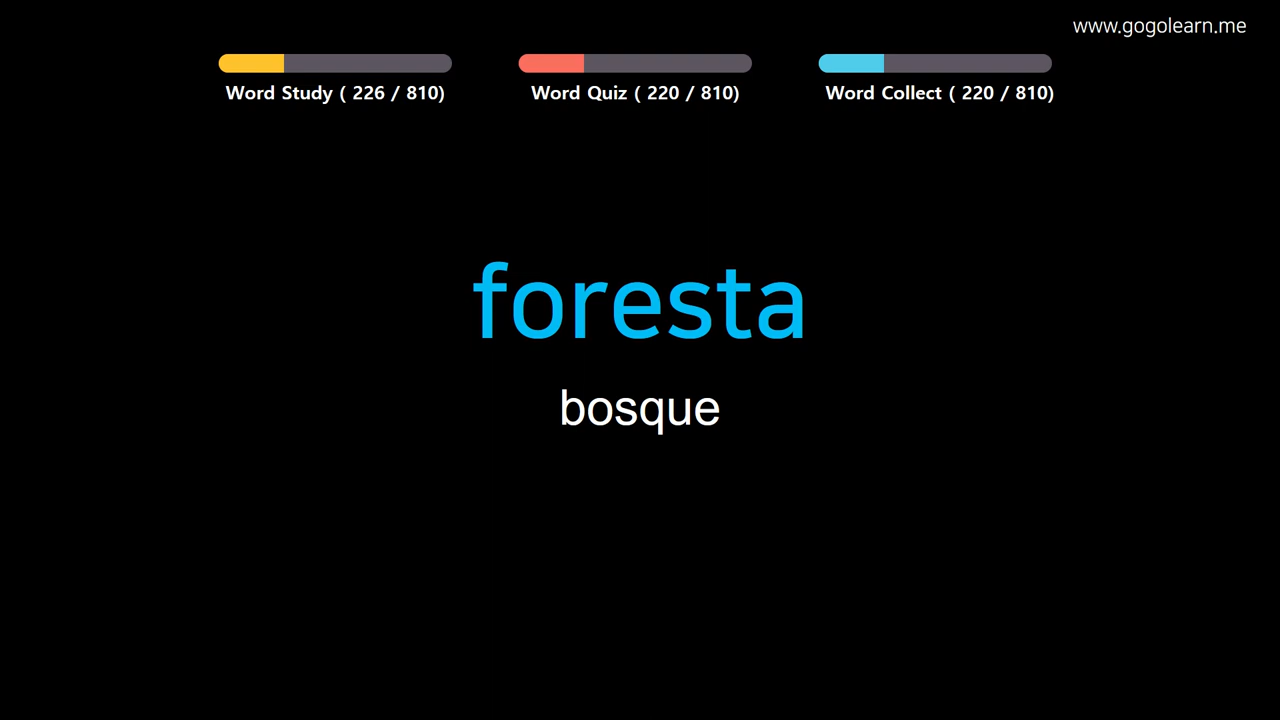 www.gogolearn.me
Word Study ( 226 / 810)
Word Quiz ( 220 / 810)
Word Collect ( 220 / 810)
foresta
bosque